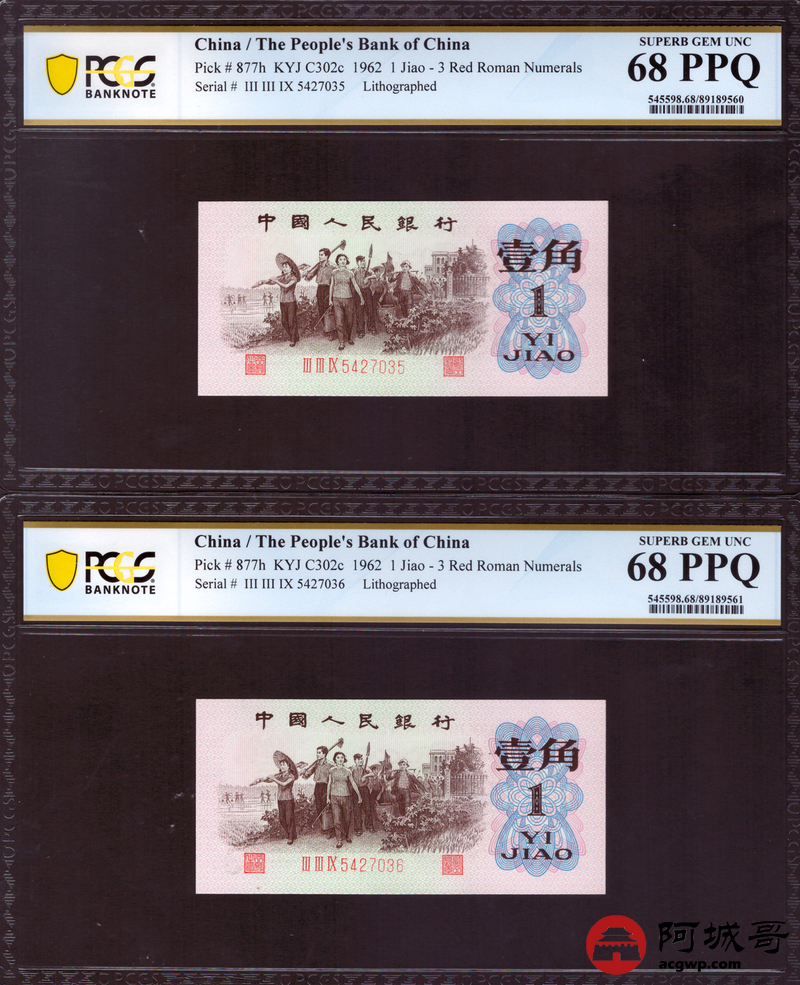 China / The People's Bank of China
Pick # 877h KYJ C302c 1962 1 Jiao - 3 Red Roman Numerals
Serial # III III IX 5427035 Lithographed
SUPERB GEM UNC
68 PPQ
545598.68/89189560
PCGS
BANKNOTE
中國人民銀行
壹角
1
YI
JIAO
III III IX 5427035
China / The People's Bank of China
Pick # 877h KYJ C302c 1962 1 Jiao - 3 Red Roman Numerals
Serial # III III IX 5427036 Lithographed
SUPERB GEM UNC
68 PPQ
545598.68/89189561
PCGS
BANKNOTE
中國人民銀行
壹角
1
YI
JIAO
III III IX 5427036
阿城哥
acgwp.com